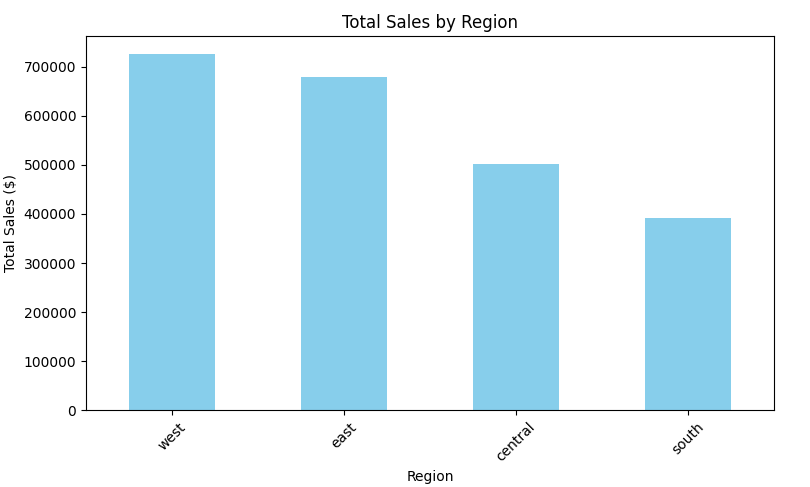 Total Sales by Region
Total Sales ($)
700000
600000
500000
400000
300000
200000
100000
0
west
east
central
south
Region